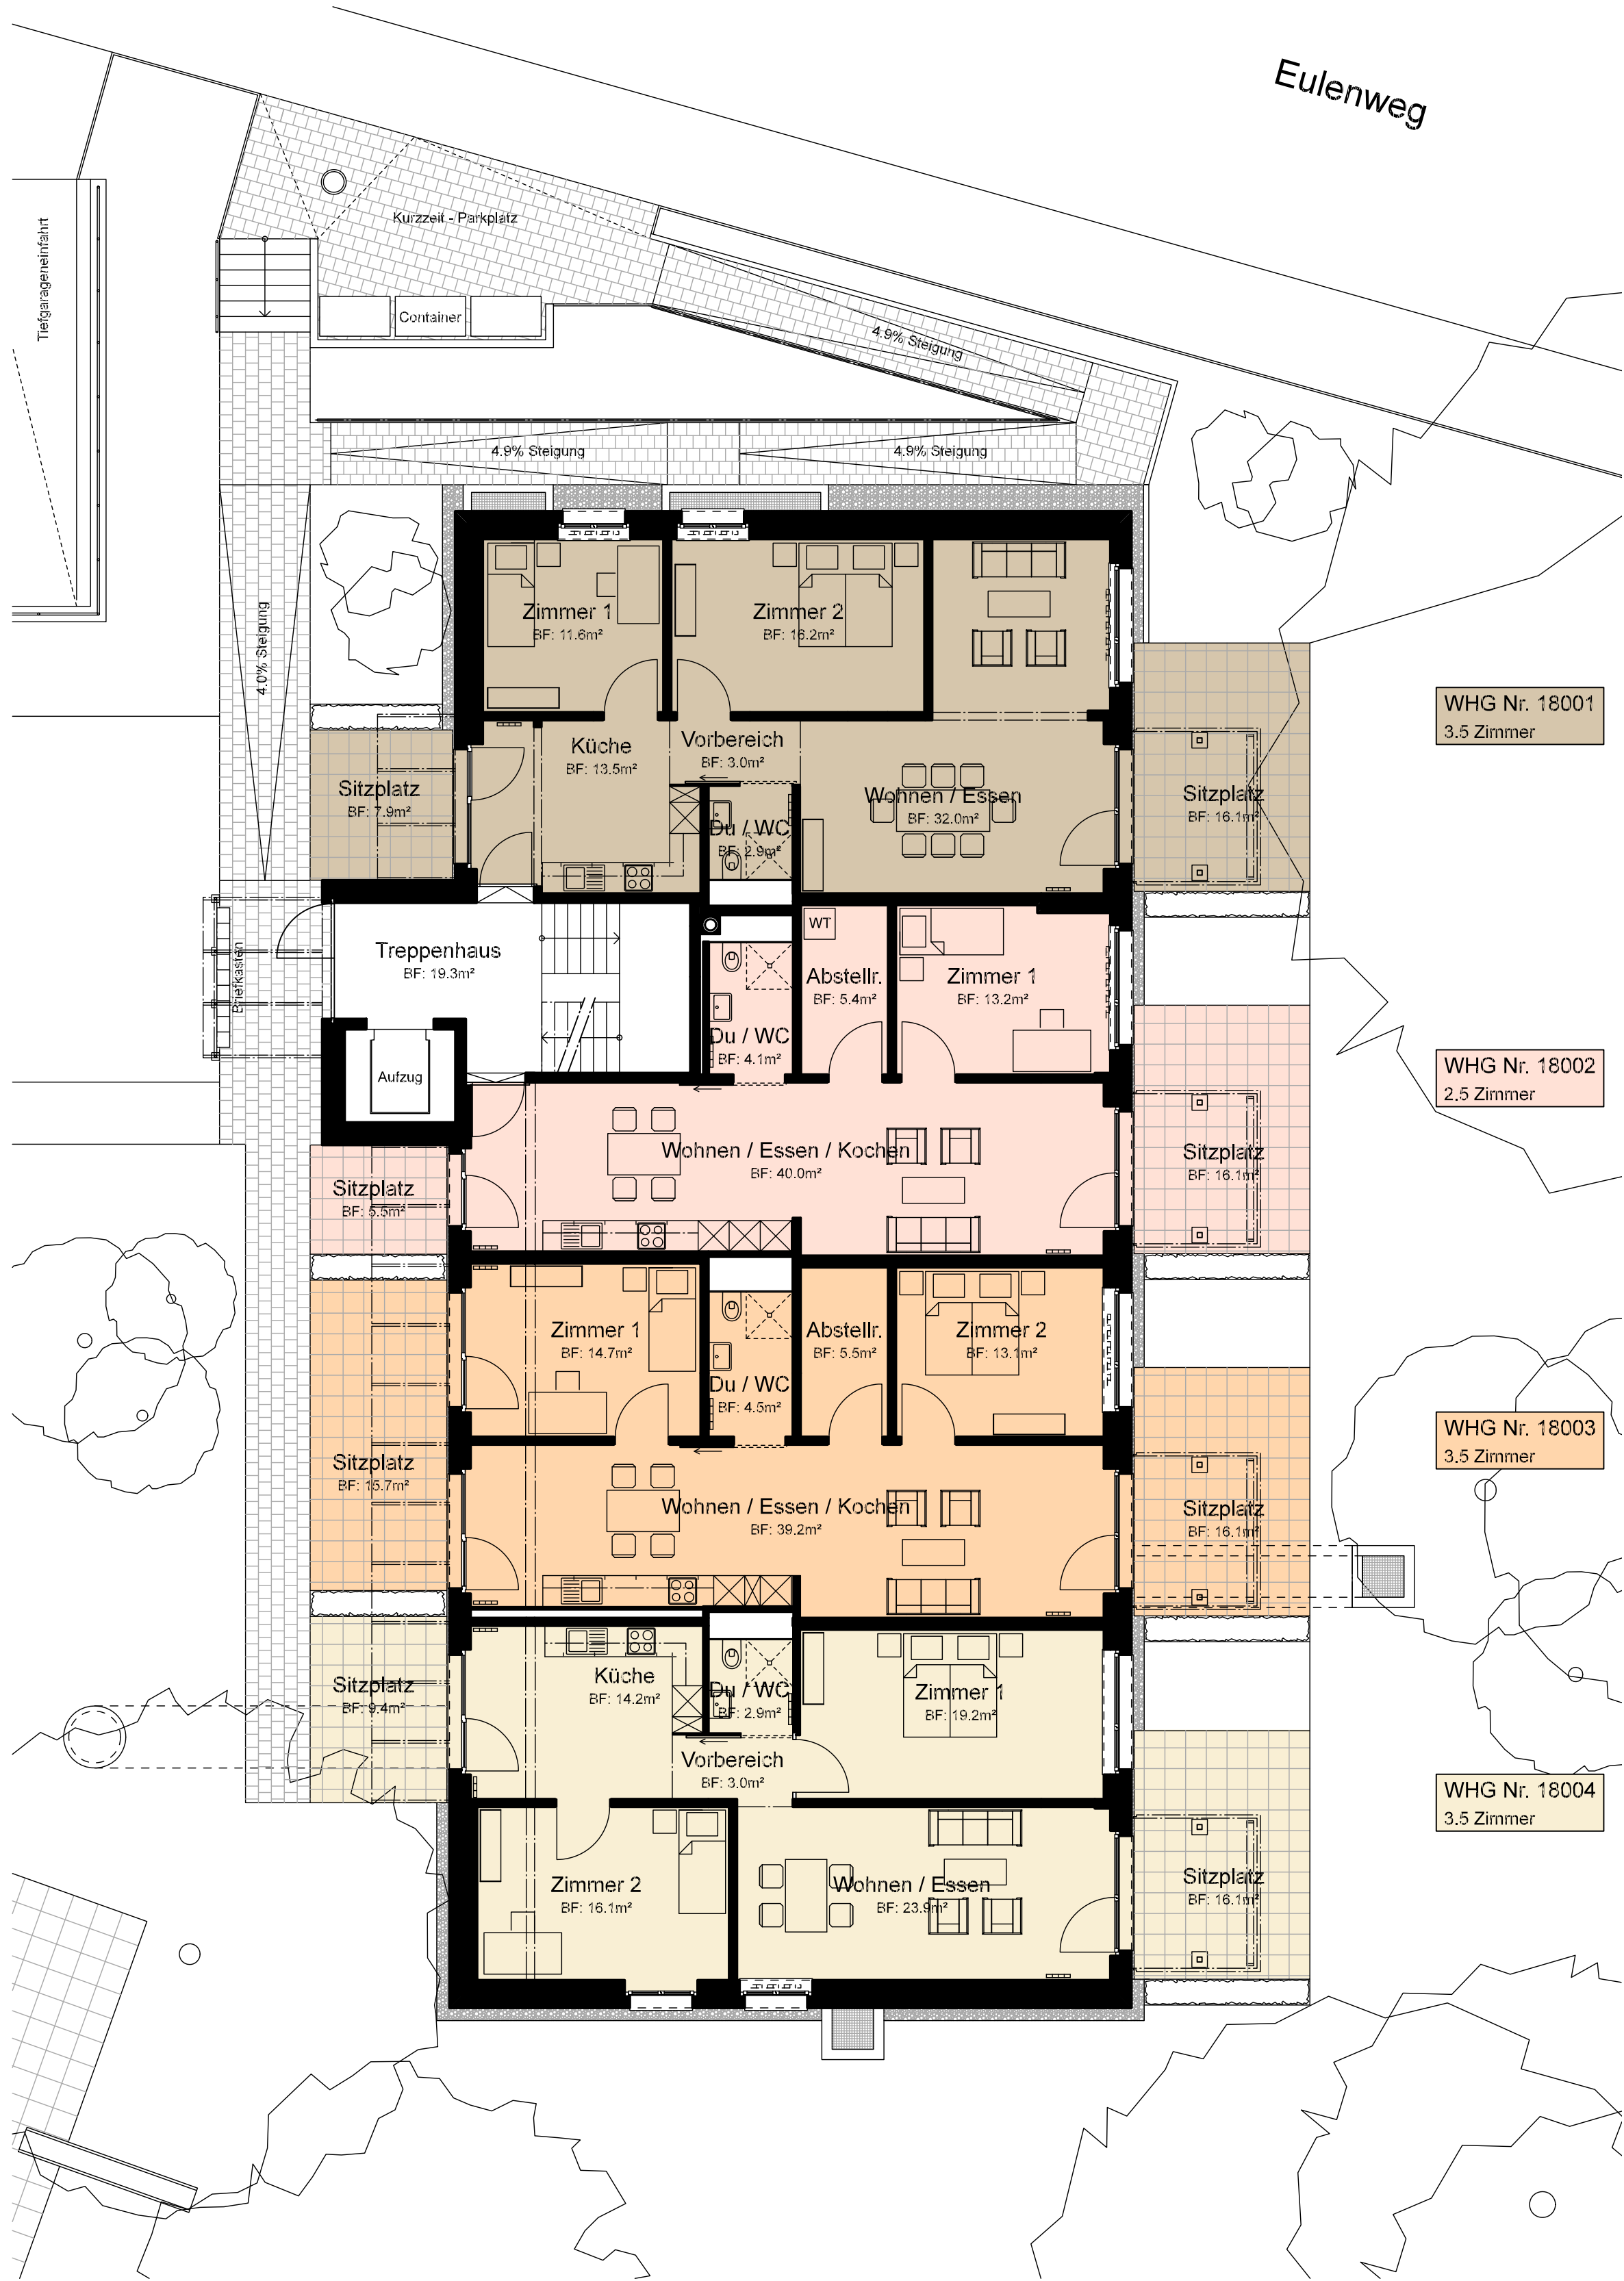 Eulenweg
Tiefgarageneinfahrt
Kurzzeit - Parkplatz
Container
4.9% Steigung
4.9% Steigung
4.9% Steigung
4.0% Steigung
Zimmer 1
BF: 11.6m²
Zimmer 2
BF: 16.2m²
WHG Nr. 18001
3.5 Zimmer
Küche
BF: 13.5m²
Vorbereich
BF: 3.0m²
Sitzplatz
BF: 7.9m²
Du / WC
BF: 2.9m²
Wohnen / Essen
BF: 32.0m²
Sitzplatz
BF: 16.1m²
Briefkasten
Treppenhaus
BF: 19.3m²
WT
Abstellr.
BF: 5.4m²
Zimmer 1
BF: 13.2m²
Du / WC
BF: 4.1m²
Aufzug
WHG Nr. 18002
2.5 Zimmer
Wohnen / Essen / Kochen
BF: 40.0m²
Sitzplatz
BF: 16.1m²
Sitzplatz
BF: 5.5m²
Zimmer 1
BF: 14.7m²
Abstellr.
BF: 5.5m²
Zimmer 2
BF: 13.1m²
Du / WC
BF: 4.5m²
WHG Nr. 18003
3.5 Zimmer
Sitzplatz
BF: 15.7m²
Wohnen / Essen / Kochen
BF: 39.2m²
Sitzplatz
BF: 16.1m²
Sitzplatz
BF: 9.4m²
Küche
BF: 14.2m²
Du / WC
BF: 2.9m²
Zimmer 1
BF: 19.2m²
Vorbereich
BF: 3.0m²
WHG Nr. 18004
3.5 Zimmer
Zimmer 2
BF: 16.1m²
Wohnen / Essen
BF: 23.9m²
Sitzplatz
BF: 16.1m²